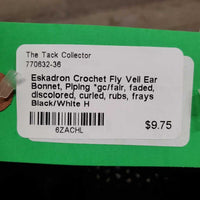 The Tack Collector
770632-36
Eskadron Crochet Fly Veil Ear
Bonnet, Piping *gc/fair, faded,
discolored, curled, rubs, frays
Black/White H
6ZACHL
$9.75